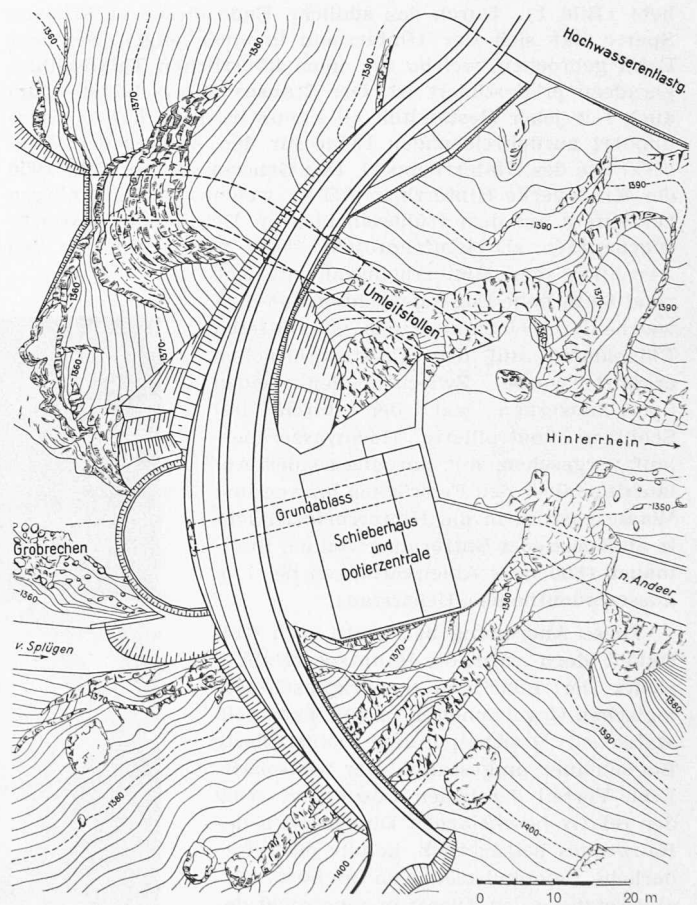 Hochwasserentlastg.
1360
1370
1380
1390
1390
1390
1370
1390
1360
1360
1370
Umleitstollen
Hinterrhein
1350
Grundablass
Schieberhaus
und
Dotierzentrale
Grobrechen
1360
n. Andeer
1380
v. Splügen
1370
1370
1380
1390
1380
1400
1400
0 10 20 m